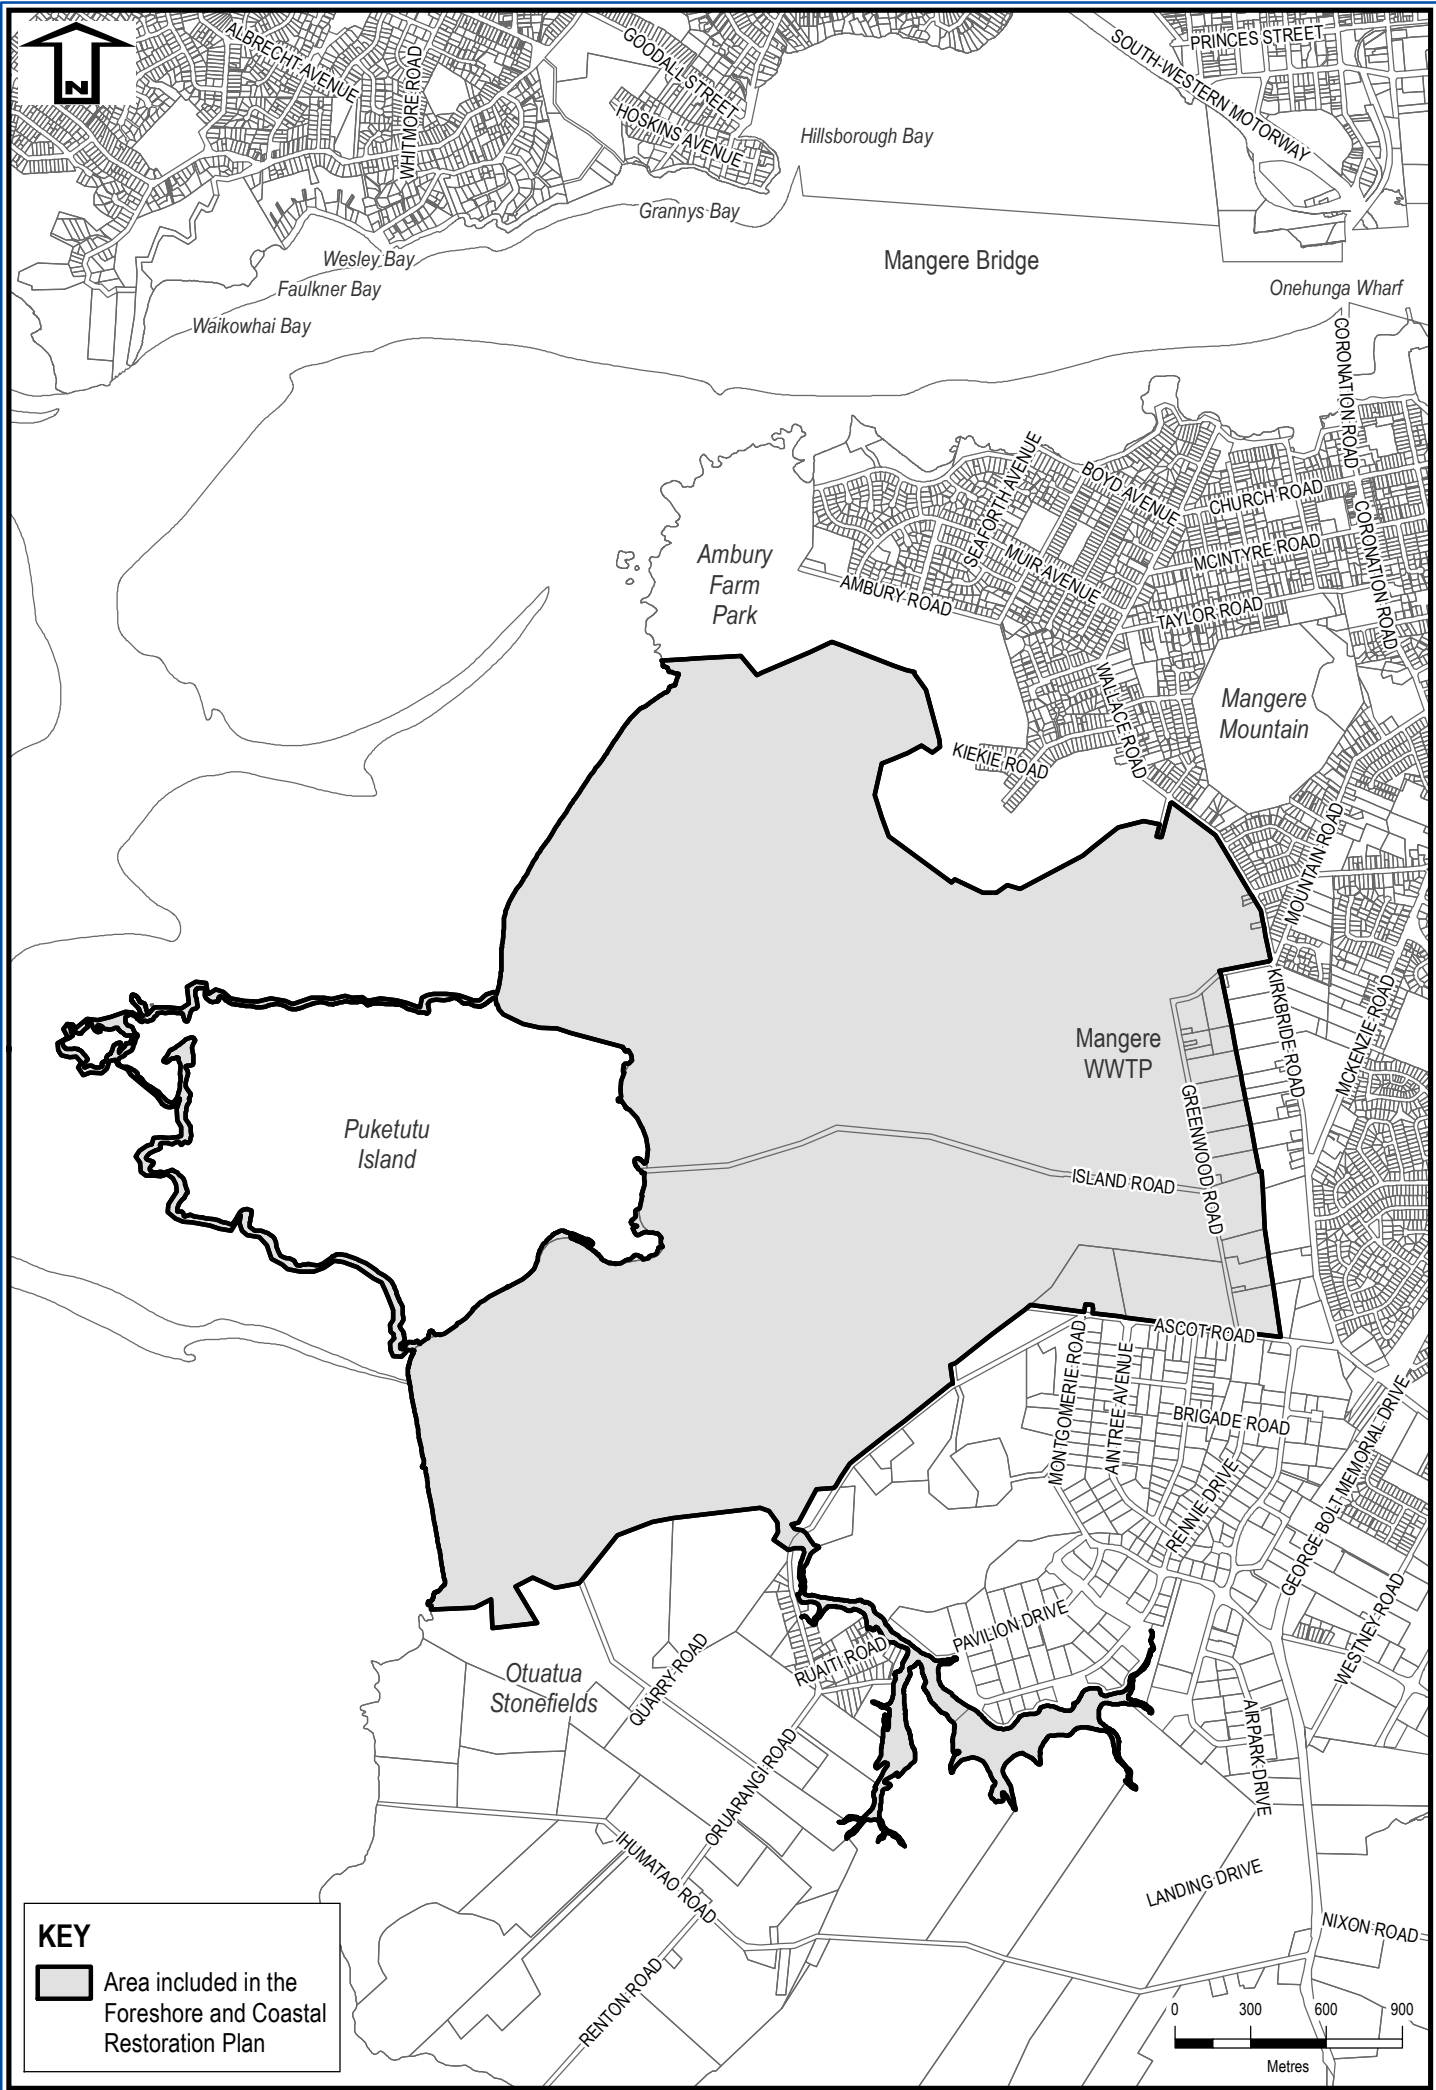 N
ALBRECHT AVENUE
WHITMORE ROAD
GOODALL STREET
HOSKINS AVENUE
Hillsborough Bay
SOUTH-WESTERN MOTORWAY
PRINCES STREET
Grannys Bay
Wesley Bay
Faulkner Bay
Waikowhai Bay
Mangere Bridge
Onehunga Wharf
CORONATION ROAD
SEAFORTH AVENUE
BOYD AVENUE
CHURCH ROAD
CORONATION ROAD
MCINTYRE ROAD
MUIR AVENUE
Ambury
Farm
Park
AMBURY ROAD
TAYLOR ROAD
WALLACE ROAD
Mangere
Mountain
KIEKIE ROAD
MOUNTAIN ROAD
KIRKBRIDE ROAD
MCKENZIE ROAD
Mangere
WWTP
GREENWOOD ROAD
Puketutu
Island
ISLAND ROAD
ASCOT ROAD
MONTGOMERIE ROAD
AINTREE AVENUE
BRIGADE ROAD
RENNIE DRIVE
GEORGE BOLT MEMORIAL DRIVE
WESTNEY ROAD
PAVILION DRIVE
RUAITI ROAD
Otuatua
Stonefields
QUARRY ROAD
ORUARANGI ROAD
AIRPARK DRIVE
IHUMATAO ROAD
LANDING DRIVE
NIXON ROAD
RENTON ROAD
KEY
Area included in the
Foreshore and Coastal
Restoration Plan
0 300 600 900
Metres